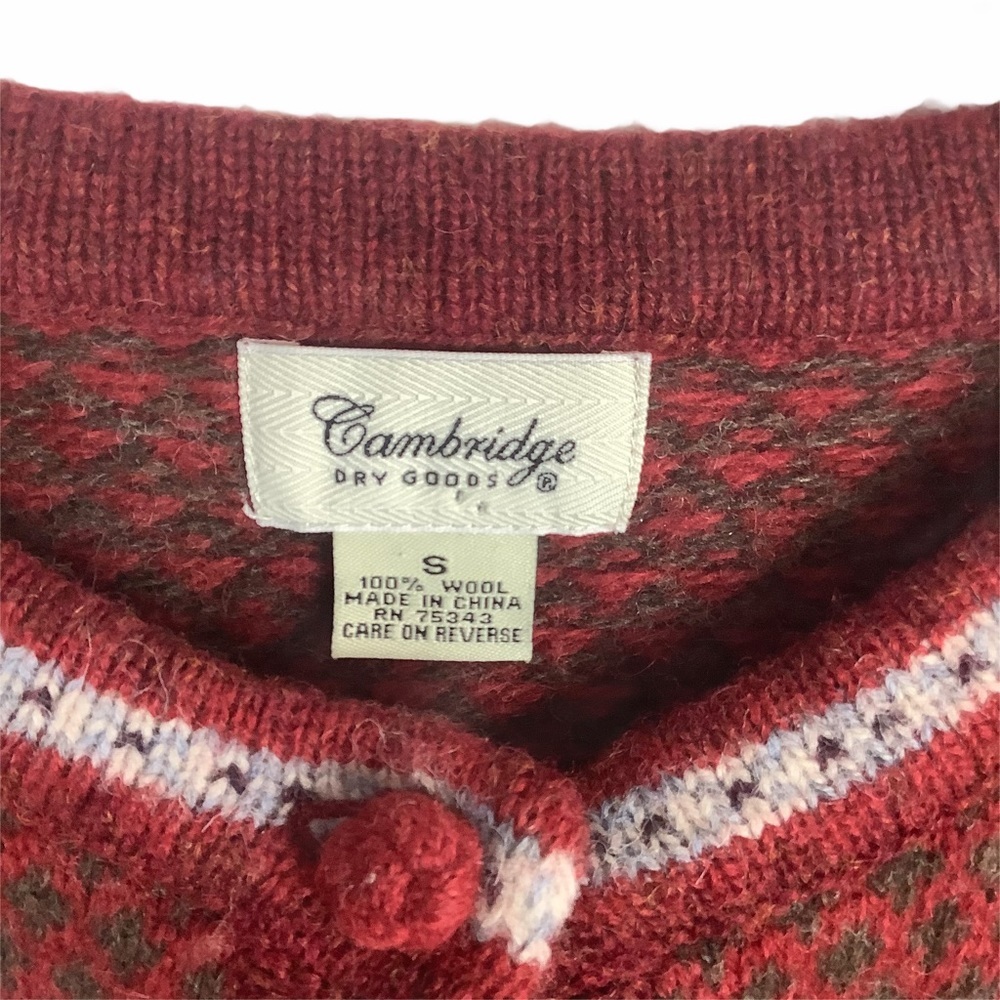 Cambridge
DRY GOODS ®
S
100% WOOL
MADE IN CHINA
RN 75343
CARE ON REVERSE